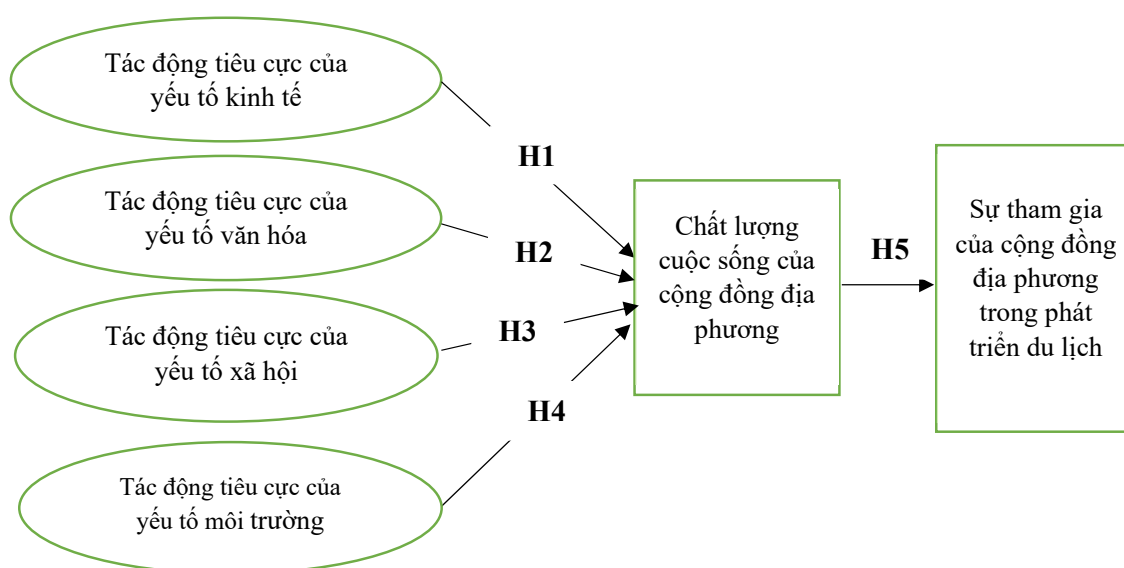 Tác động tiêu cực của
yếu tố kinh tế
H1
Tác động tiêu cực của
yếu tố văn hóa
H2
Tác động tiêu cực của
yếu tố xã hội
H3
Tác động tiêu cực của
yếu tố môi trường
H4
Chất lượng
cuộc sống của
cộng đồng địa
phương
H5
Sự tham gia
của cộng đồng
địa phương
trong phát
triển du lịch